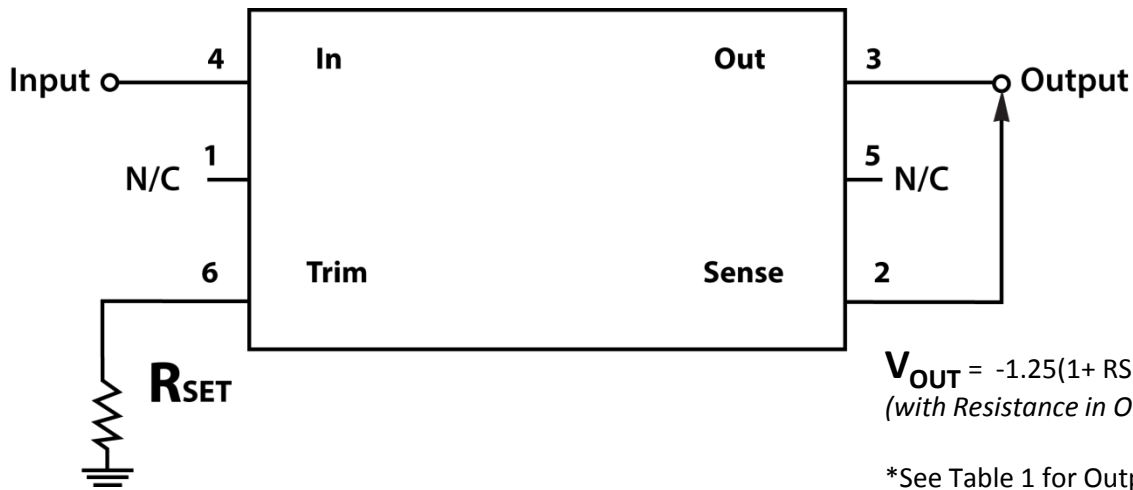 4 In Out 3
Input Output
1 5
N/C N/C
6 Trim Sense 2
RSET
VOUT = -1.25(1+ RS
(with Resistance in O
*See Table 1 for Outp